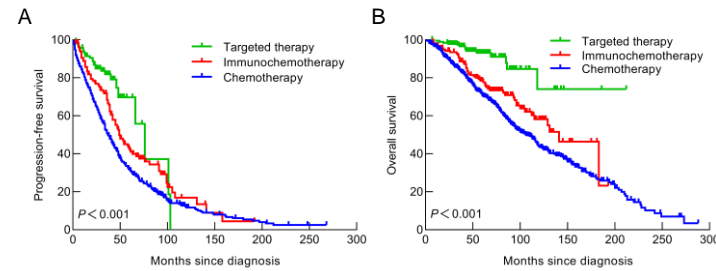 A
Targeted therapy
Immunochemotherapy
Chemotherapy
Progression-free survival
100
80
60
40
20
0
P<0.001
0 50 100 150 200 250 300
Months since diagnosis
B
Targeted therapy
Immunochemotherapy
Chemotherapy
Overall survival
100
80
60
40
20
0
P<0.001
0 50 100 150 200 250 300
Months since diagnosis